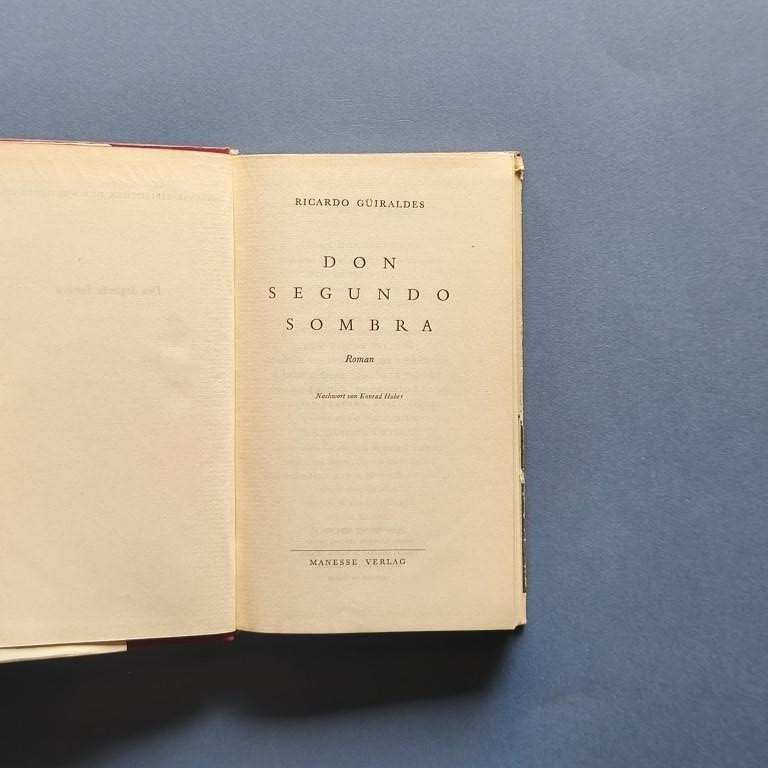 RICARDO GÜIRALDES
DON
SEGUNDO
SOMBRA
Roman
Nachwort von Konrad Huber
MANESSE VERLAG